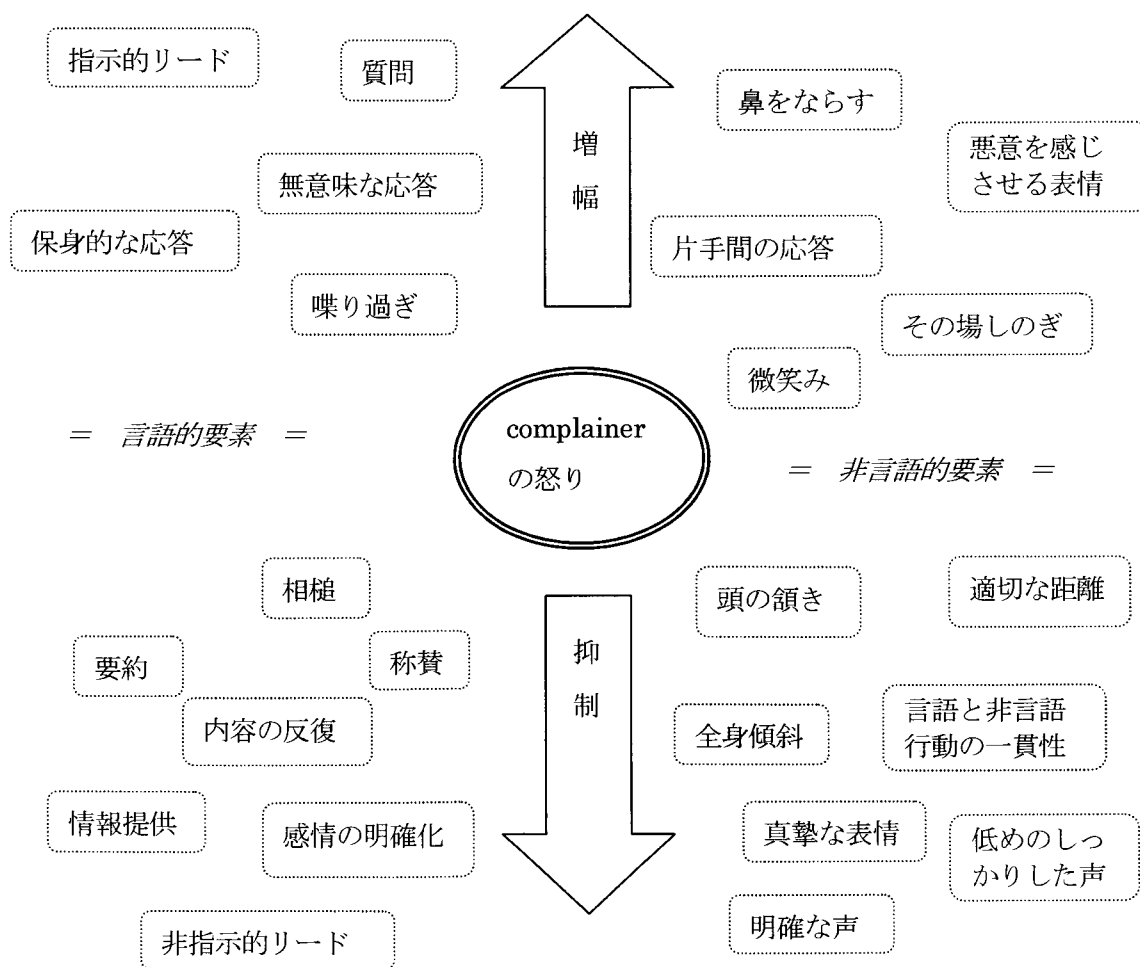 指示的リード
質問
鼻をならす
増
幅
悪意を感じ
させる表情
無意味な応答
保身的な応答
片手間の応答
喋り過ぎ
その場しのぎ
微笑み
complainer
の怒り
= 言語的要素 =
= 非言語的要素 =
相槌
頭の頷き
適切な距離
抑
制
要約
称賛
内容の反復
全身傾斜
言語と非言語
行動の一貫性
情報提供
感情の明確化
真摯な表情
低めのしっ
かりした声
明確な声
非指示的リード